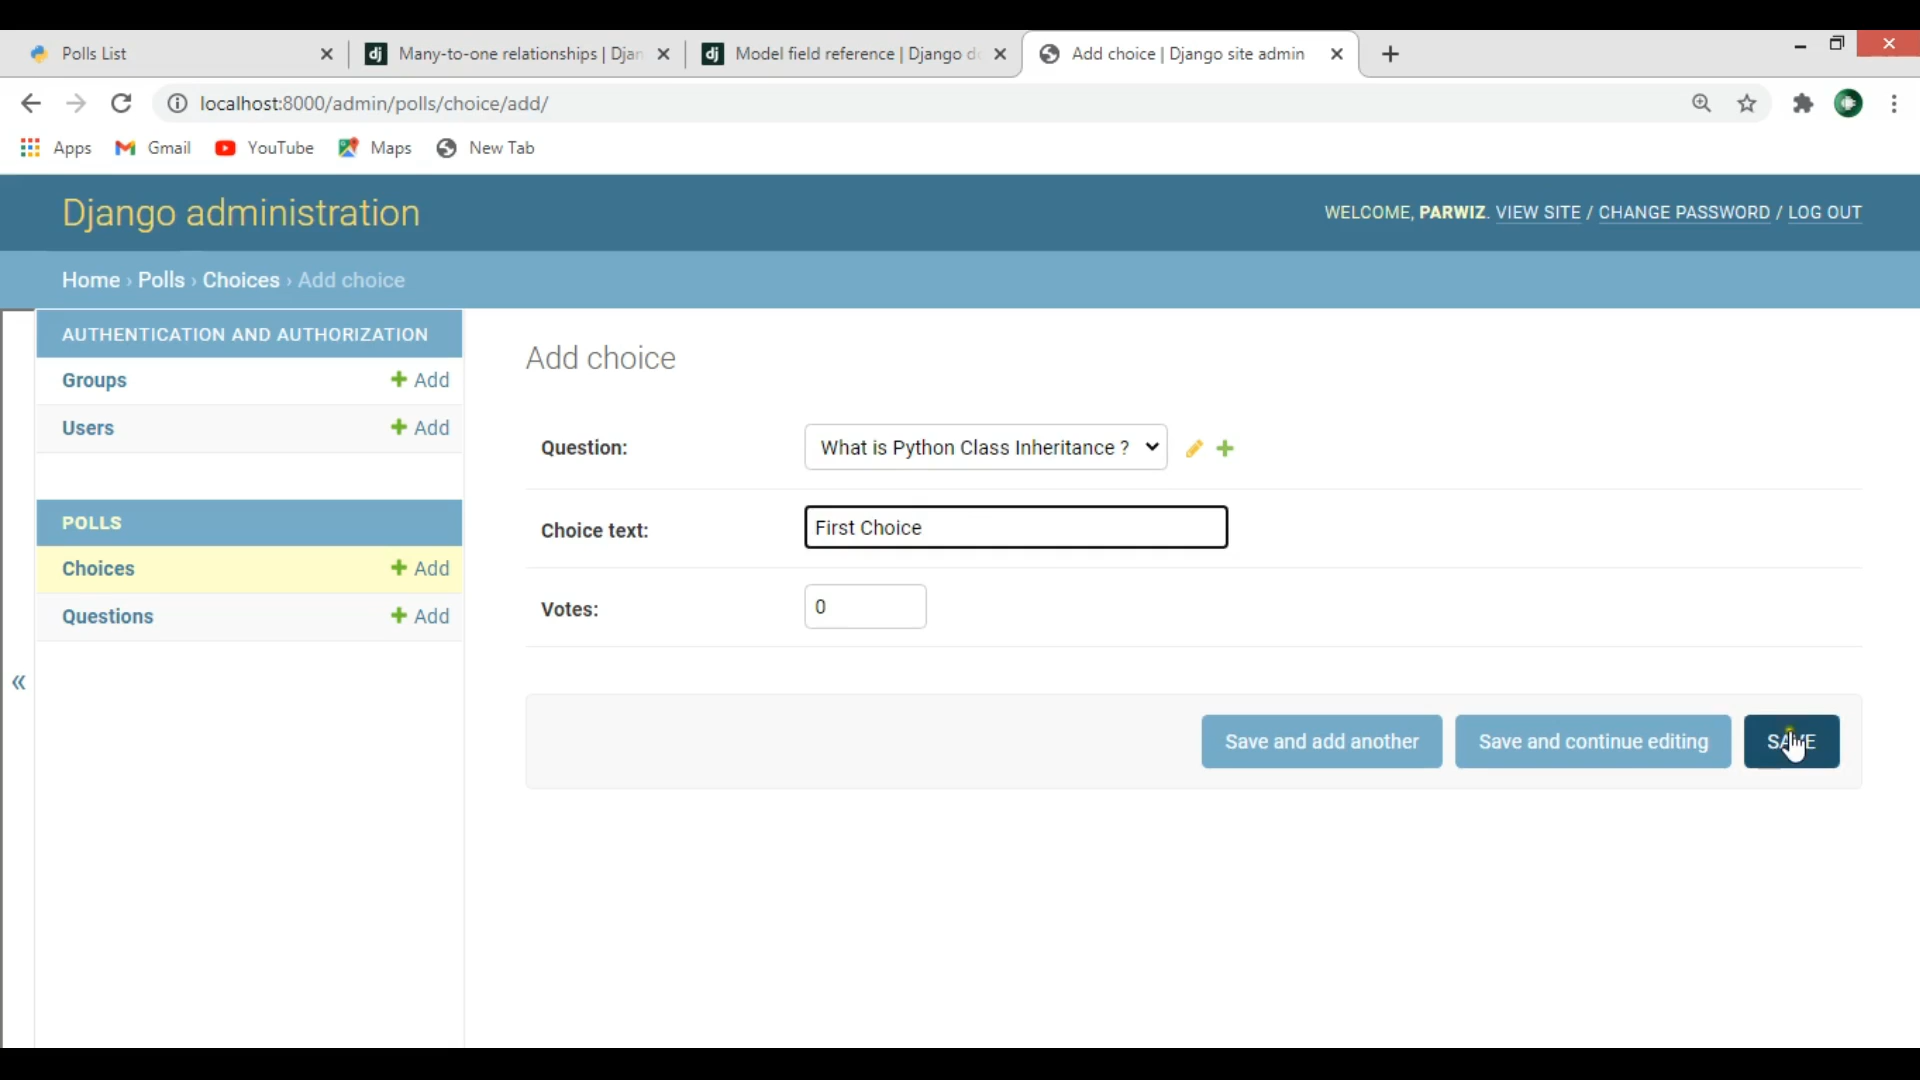 Polls List
Many-to-one relationships | Djan
Model field reference | Django d
Add choice | Django site admin
localhost:8000/admin/polls/choice/add/
Apps
Gmail
YouTube
Maps
New Tab
Django administration
WELCOME, PARWIZ. VIEW SITE / CHANGE PASSWORD / LOG OUT
Home › Polls › Choices › Add choice
AUTHENTICATION AND AUTHORIZATION
Groups + Add
Users + Add
POLLS
Choices + Add
Questions + Add
«
Add choice
Question: What is Python Class Inheritance ?
Choice text: First Choice
Votes: 0
Save and add another
Save and continue editing
SAVE